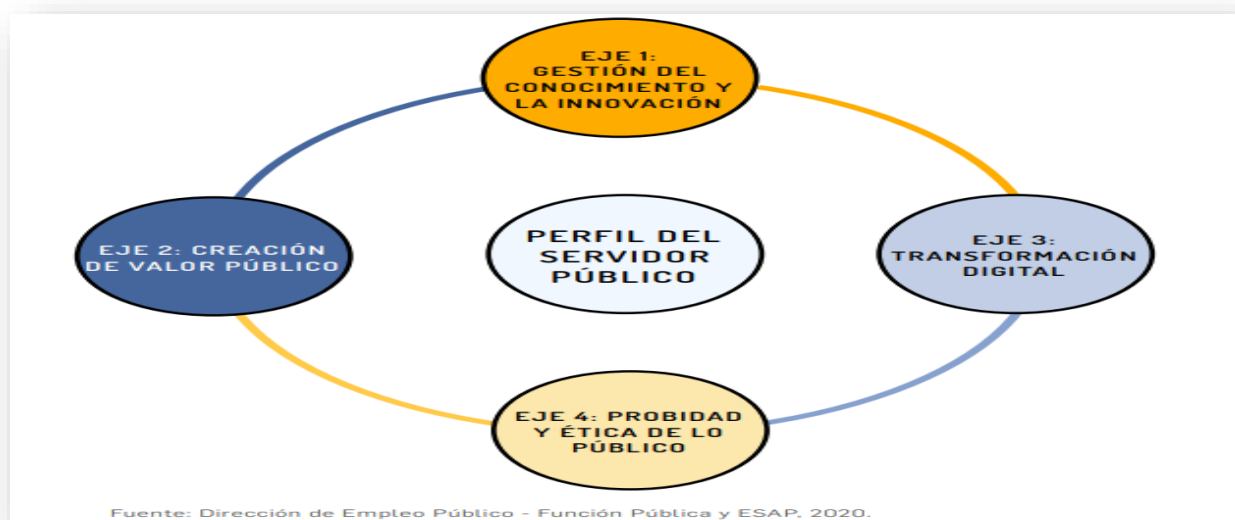 EJE 1:
GESTIÓN DEL
CONOCIMIENTO Y
LA INNOVACIÓN
EJE 2: CREACIÓN
DE VALOR PÚBLICO
PERFIL DEL
SERVIDOR
PÚBLICO
EJE 3:
TRANSFORMACIÓN
DIGITAL
EJE 4: PROBIDAD
Y ÉTICA DE LO
PÚBLICO
Fuente: Dirección de Empleo Público - Función Pública y ESAP, 2020.